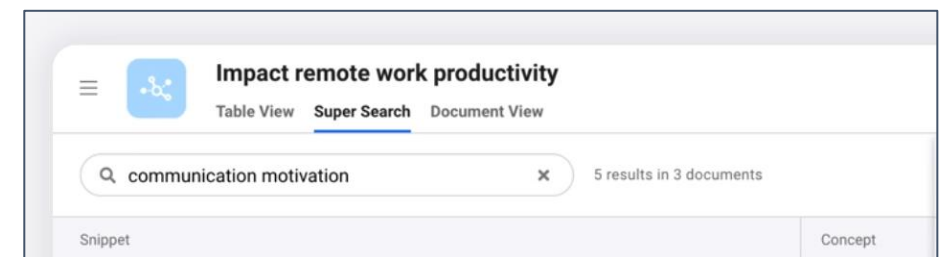 Impact remote work productivity
Table View Super Search Document View
communication motivation 5 results in 3 documents
Snippet Concept